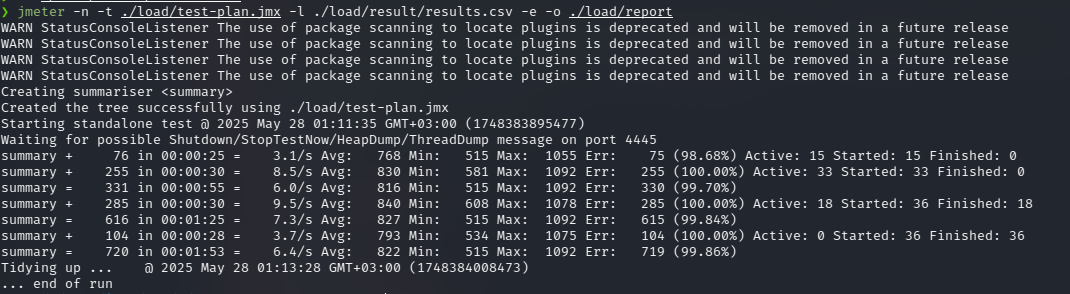 ❯ jmeter -n -t ./load/test-plan.jmx -l ./load/result/results.csv -e -o ./load/report
WARN StatusConsoleListener The use of package scanning to locate plugins is deprecated and will be removed in a future release
WARN StatusConsoleListener The use of package scanning to locate plugins is deprecated and will be removed in a future release
WARN StatusConsoleListener The use of package scanning to locate plugins is deprecated and will be removed in a future release
WARN StatusConsoleListener The use of package scanning to locate plugins is deprecated and will be removed in a future release
Creating summariser <summary>
Created the tree successfully using ./load/test-plan.jmx
Starting standalone test @ 2025 May 28 01:11:35 GMT+03:00 (1748383895477)
Waiting for possible Shutdown/StopTestNow/HeapDump/ThreadDump message on port 4445
summary +     76 in 00:00:25 =    3.1/s Avg:   768 Min:   515 Max:  1055 Err:    75 (98.68%) Active: 15 Started: 15 Finished: 0
summary +    255 in 00:00:30 =    8.5/s Avg:   830 Min:   581 Max:  1092 Err:   255 (100.00%) Active: 33 Started: 33 Finished: 0
summary =    331 in 00:00:55 =    6.0/s Avg:   816 Min:   515 Max:  1092 Err:   330 (99.70%)
summary +    285 in 00:00:30 =    9.5/s Avg:   840 Min:   608 Max:  1078 Err:   285 (100.00%) Active: 18 Started: 36 Finished: 18
summary =    616 in 00:01:25 =    7.3/s Avg:   827 Min:   515 Max:  1092 Err:   615 (99.84%)
summary +    104 in 00:00:28 =    3.7/s Avg:   793 Min:   534 Max:  1075 Err:   104 (100.00%) Active: 0 Started: 36 Finished: 36
summary =    720 in 00:01:53 =    6.4/s Avg:   822 Min:   515 Max:  1092 Err:   719 (99.86%)
Tidying up ...    @ 2025 May 28 01:13:28 GMT+03:00 (1748384008473)
... end of run